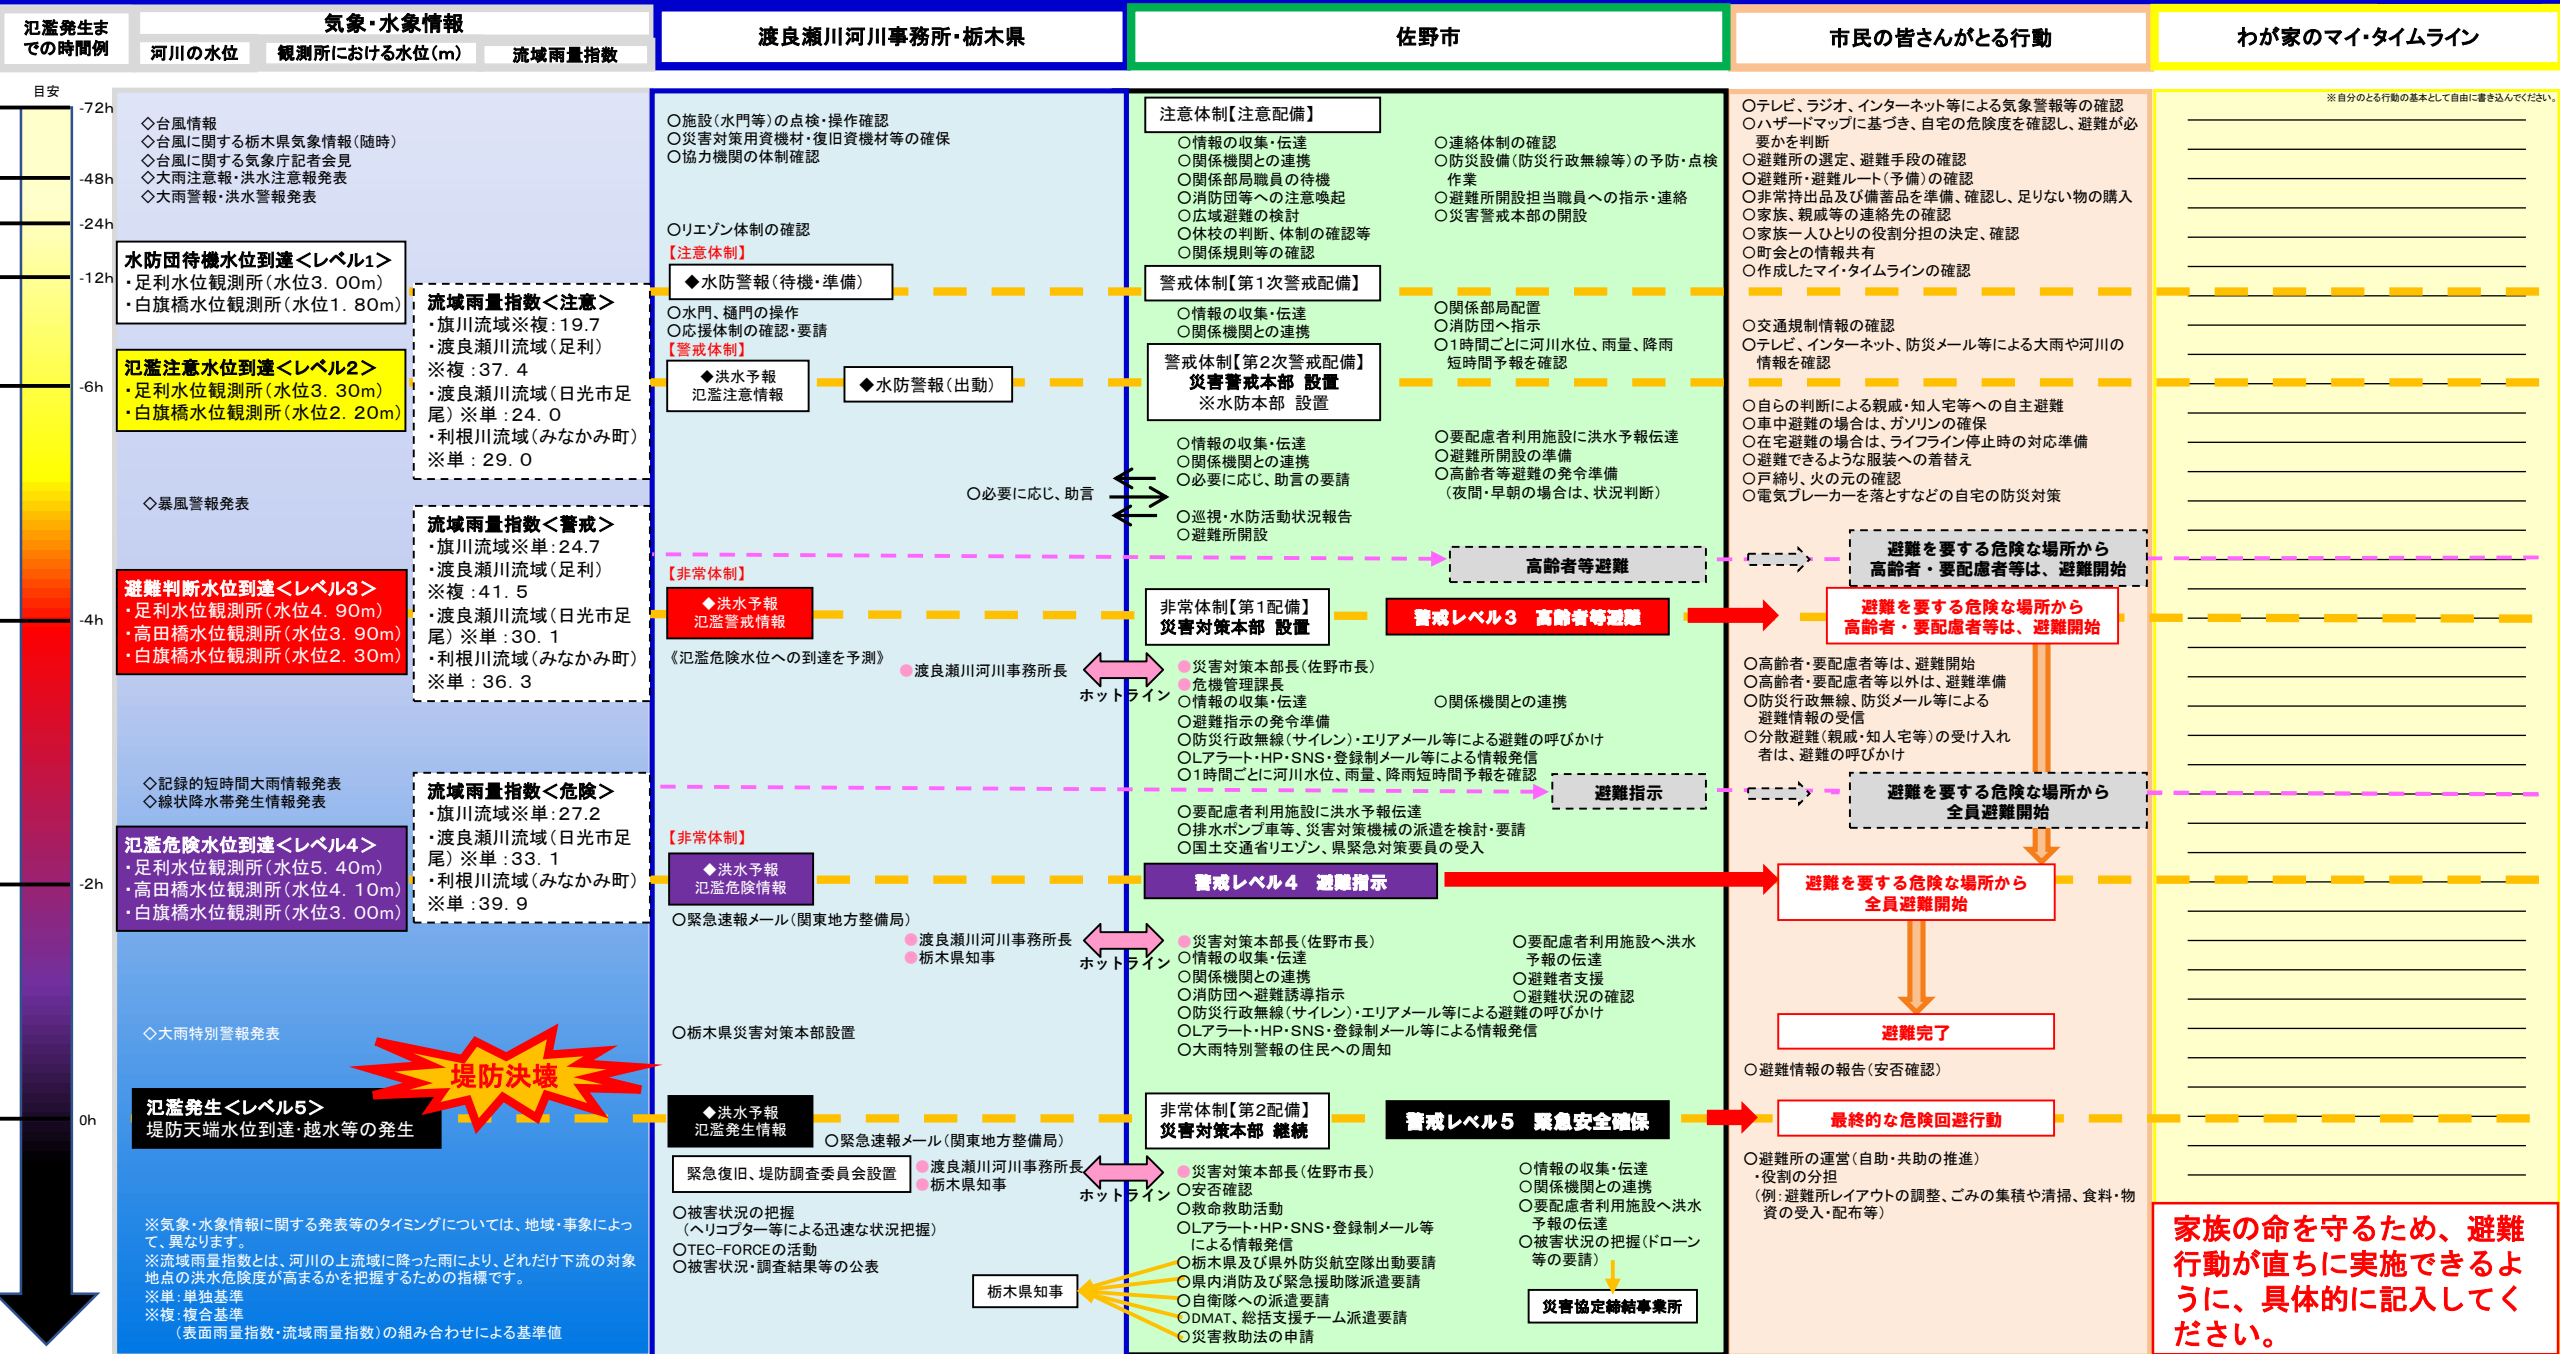 氾濫発生ま
での時間例
気象・水象情報
河川の水位
観測所における水位(m)
流域雨量指数
渡良瀬川河川事務所・栃木県
佐野市
市民の皆さんがとる行動
わが家のマイ・タイムライン
目安
-72h
-48h
-24h
-12h
-6h
-4h
-2h
0h
◇台風情報
◇台風に関する栃木県気象情報(随時)
◇台風に関する気象庁記者会見
◇大雨注意報・洪水注意報発表
◇大雨警報・洪水警報発表
水防団待機水位到達<レベル1>
・足利水位観測所(水位3.00m)
・白旗橋水位観測所(水位1.80m)
氾濫注意水位到達<レベル2>
・足利水位観測所(水位3.30m)
・白旗橋水位観測所(水位2.20m)
◇暴風警報発表
避難判断水位到達<レベル3>
・足利水位観測所(水位4.90m)
・高田橋水位観測所(水位3.90m)
・白旗橋水位観測所(水位2.30m)
◇記録的短時間大雨情報発表
◇線状降水帯発生情報発表
氾濫危険水位到達<レベル4>
・足利水位観測所(水位5.40m)
・高田橋水位観測所(水位4.10m)
・白旗橋水位観測所(水位3.00m)
◇大雨特別警報発表
堤防決壊
氾濫発生<レベル5>
堤防天端水位到達・越水等の発生
※気象・水象情報に関する発表等のタイミングについては、地域・事象によっ
て、異なります。
※流域雨量指数とは、河川の上流域に降った雨により、どれだけ下流の対象
地点の洪水危険度が高まるかを把握するための指標です。
※単:単独基準
※複:複合基準
(表面雨量指数・流域雨量指数)の組み合わせによる基準値
流域雨量指数<注意>
・旗川流域※複:19.7
・渡良瀬川流域(足利)
※複:37.4
・渡良瀬川流域(日光市足
尾)※単:24.0
・利根川流域(みなかみ町)
※単:29.0
流域雨量指数<警戒>
・旗川流域※単:24.7
・渡良瀬川流域(足利)
※複:41.5
・渡良瀬川流域(日光市足
尾)※単:30.1
・利根川流域(みなかみ町)
※単:36.3
流域雨量指数<危険>
・旗川流域※単:27.2
・渡良瀬川流域(日光市足
尾)※単:33.1
・利根川流域(みなかみ町)
※単:39.9
○施設(水門等)の点検・操作確認
○災害対策用資機材・復旧資機材等の確保
○協力機関の体制確認
○リエゾン体制の確認
【注意体制】
◆水防警報(待機・準備)
○水門、樋門の操作
○応援体制の確認・要請
【警戒体制】
◆洪水予報
氾濫注意情報
◆水防警報(出動)
○必要に応じ、助言
【非常体制】
◆洪水予報
氾濫警戒情報
《氾濫危険水位への到達を予測》
●渡良瀬川河川事務所長
ホットライン
【非常体制】
◆洪水予報
氾濫危険情報
○緊急速報メール(関東地方整備局)
●渡良瀬川河川事務所長
●栃木県知事
ホットライン
○栃木県災害対策本部設置
◆洪水予報
氾濫発生情報
○緊急速報メール(関東地方整備局)
緊急復旧、堤防調査委員会設置
●渡良瀬川河川事務所長
●栃木県知事
ホットライン
○被害状況の把握
(ヘリコプター等による迅速な状況把握)
○TEC-FORCEの活動
○被害状況・調査結果等の公表
栃木県知事
注意体制【注意配備】
○情報の収集・伝達
○関係機関との連携
○関係部局職員の待機
○消防団等への注意喚起
○広域避難の検討
○休校の判断、体制の確認等
○関係規則等の確認
○連絡体制の確認
○防災設備(防災行政無線等)の予防・点検
作業
○避難所開設担当職員への指示・連絡
○災害警戒本部の開設
警戒体制【第1次警戒配備】
○情報の収集・伝達
○関係機関との連携
○関係部局配置
○消防団へ指示
○1時間ごとに河川水位、雨量、降雨
短時間予報を確認
警戒体制【第2次警戒配備】
災害警戒本部 設置
※水防本部 設置
○情報の収集・伝達
○関係機関との連携
○必要に応じ、助言の要請
○巡視・水防活動状況報告
○避難所開設
○要配慮者利用施設に洪水予報伝達
○避難所開設の準備
○高齢者等避難の発令準備
(夜間・早朝の場合は、状況判断)
高齢者等避難
非常体制【第1配備】
災害対策本部 設置
警戒レベル3 高齢者等避難
●災害対策本部長(佐野市長)
●危機管理課長
○情報の収集・伝達
○関係機関との連携
○避難指示の発令準備
○防災行政無線(サイレン)・エリアメール等による避難の呼びかけ
○Lアラート・HP・SNS・登録制メール等による情報発信
○1時間ごとに河川水位、雨量、降雨短時間予報を確認
避難指示
○要配慮者利用施設に洪水予報伝達
○排水ポンプ車等、災害対策機械の派遣を検討・要請
○国土交通省リエゾン、県緊急対策要員の受入
警戒レベル4 避難指示
●災害対策本部長(佐野市長)
○情報の収集・伝達
○関係機関との連携
○消防団へ避難誘導指示
○防災行政無線(サイレン)・エリアメール等による避難の呼びかけ
○Lアラート・HP・SNS・登録制メール等による情報発信
○大雨特別警報の住民への周知
○要配慮者利用施設へ洪水
予報の伝達
○避難者支援
○避難状況の確認
非常体制【第2配備】
災害対策本部 継続
警戒レベル5 緊急安全確保
●災害対策本部長(佐野市長)
○安否確認
○救命救助活動
○Lアラート・HP・SNS・登録制メール等
による情報発信
○栃木県及び県外防災航空隊出動要請
○県内消防及び緊急援助隊派遣要請
○自衛隊への派遣要請
○DMAT、総括支援チーム派遣要請
○災害救助法の申請
○情報の収集・伝達
○関係機関との連携
○要配慮者利用施設へ洪水
予報の伝達
○被害状況の把握(ドローン
等の要請)
災害協定締結事業所
○テレビ、ラジオ、インターネット等による気象警報等の確認
○ハザードマップに基づき、自宅の危険度を確認し、避難が必
要かを判断
○避難所の選定、避難手段の確認
○避難所・避難ルート(予備)の確認
○非常持出品及び備蓄品を準備、確認し、足りない物の購入
○家族、親戚等の連絡先の確認
○家族一人ひとりの役割分担の決定、確認
○町会との情報共有
○作成したマイ・タイムラインの確認
○交通規制情報の確認
○テレビ、インターネット、防災メール等による大雨や河川の
情報を確認
○自らの判断による親戚・知人宅等への自主避難
○車中避難の場合は、ガソリンの確保
○在宅避難の場合は、ライフライン停止時の対応準備
○避難できるような服装への着替え
○戸締り、火の元の確認
○電気ブレーカーを落とすなどの自宅の防災対策
避難を要する危険な場所から
高齢者・要配慮者等は、避難開始
避難を要する危険な場所から
高齢者・要配慮者等は、避難開始
○高齢者・要配慮者等は、避難開始
○高齢者・要配慮者等以外は、避難準備
○防災行政無線、防災メール等による
避難情報の受信
○分散避難(親戚・知人宅等)の受け入れ
者は、避難の呼びかけ
避難を要する危険な場所から
全員避難開始
避難を要する危険な場所から
全員避難開始
避難完了
○避難情報の報告(安否確認)
最終的な危険回避行動
○避難所の運営(自助・共助の推進)
・役割の分担
(例:避難所レイアウトの調整、ごみの集積や清掃、食料・物
資の受入・配布等)
※自分のとる行動の基本として自由に書き込んでください。
家族の命を守るため、避難
行動が直ちに実施できるよ
うに、具体的に記入してく
ださい。